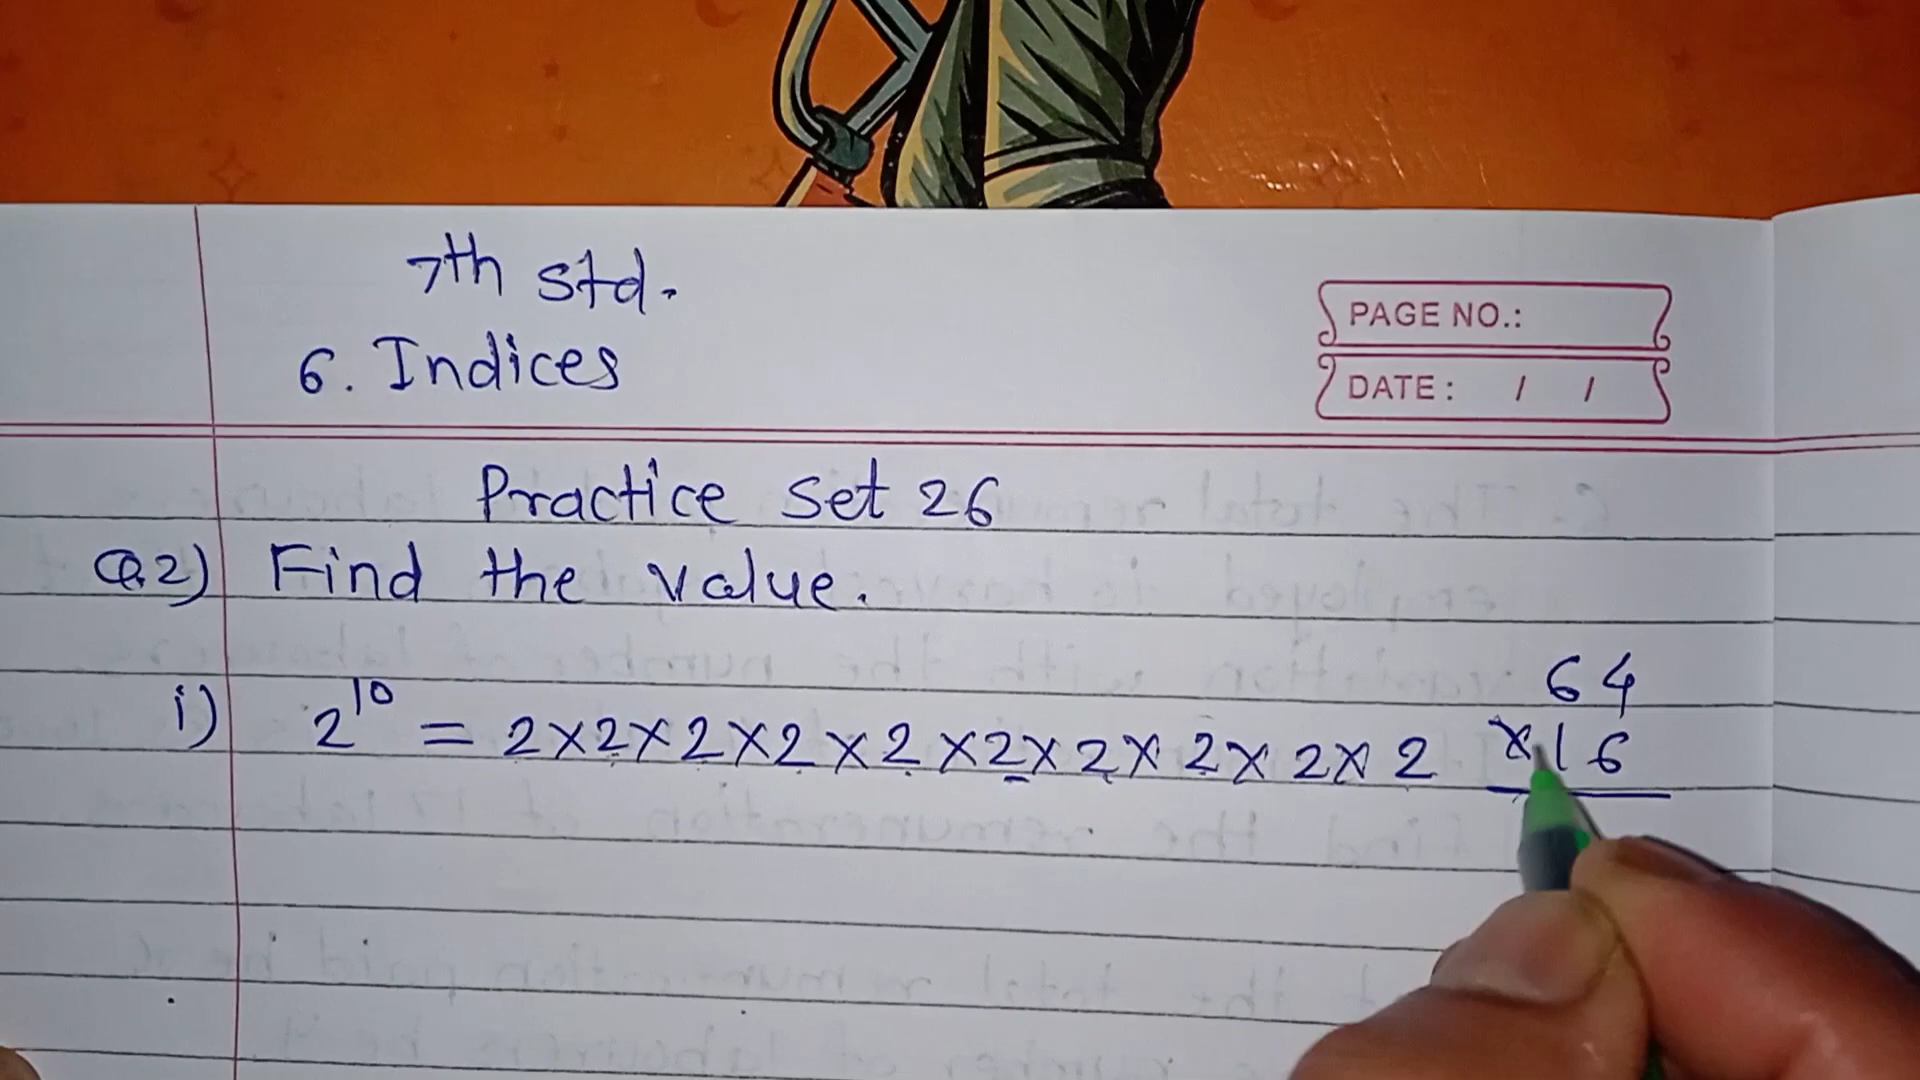 7th std.
6. Indices
PAGE NO.:
DATE: / /
Practice Set 26
Q.2) Find the value.
i) 2^10 = 2×2×2×2×2×2×2×2×2×2
64
×16